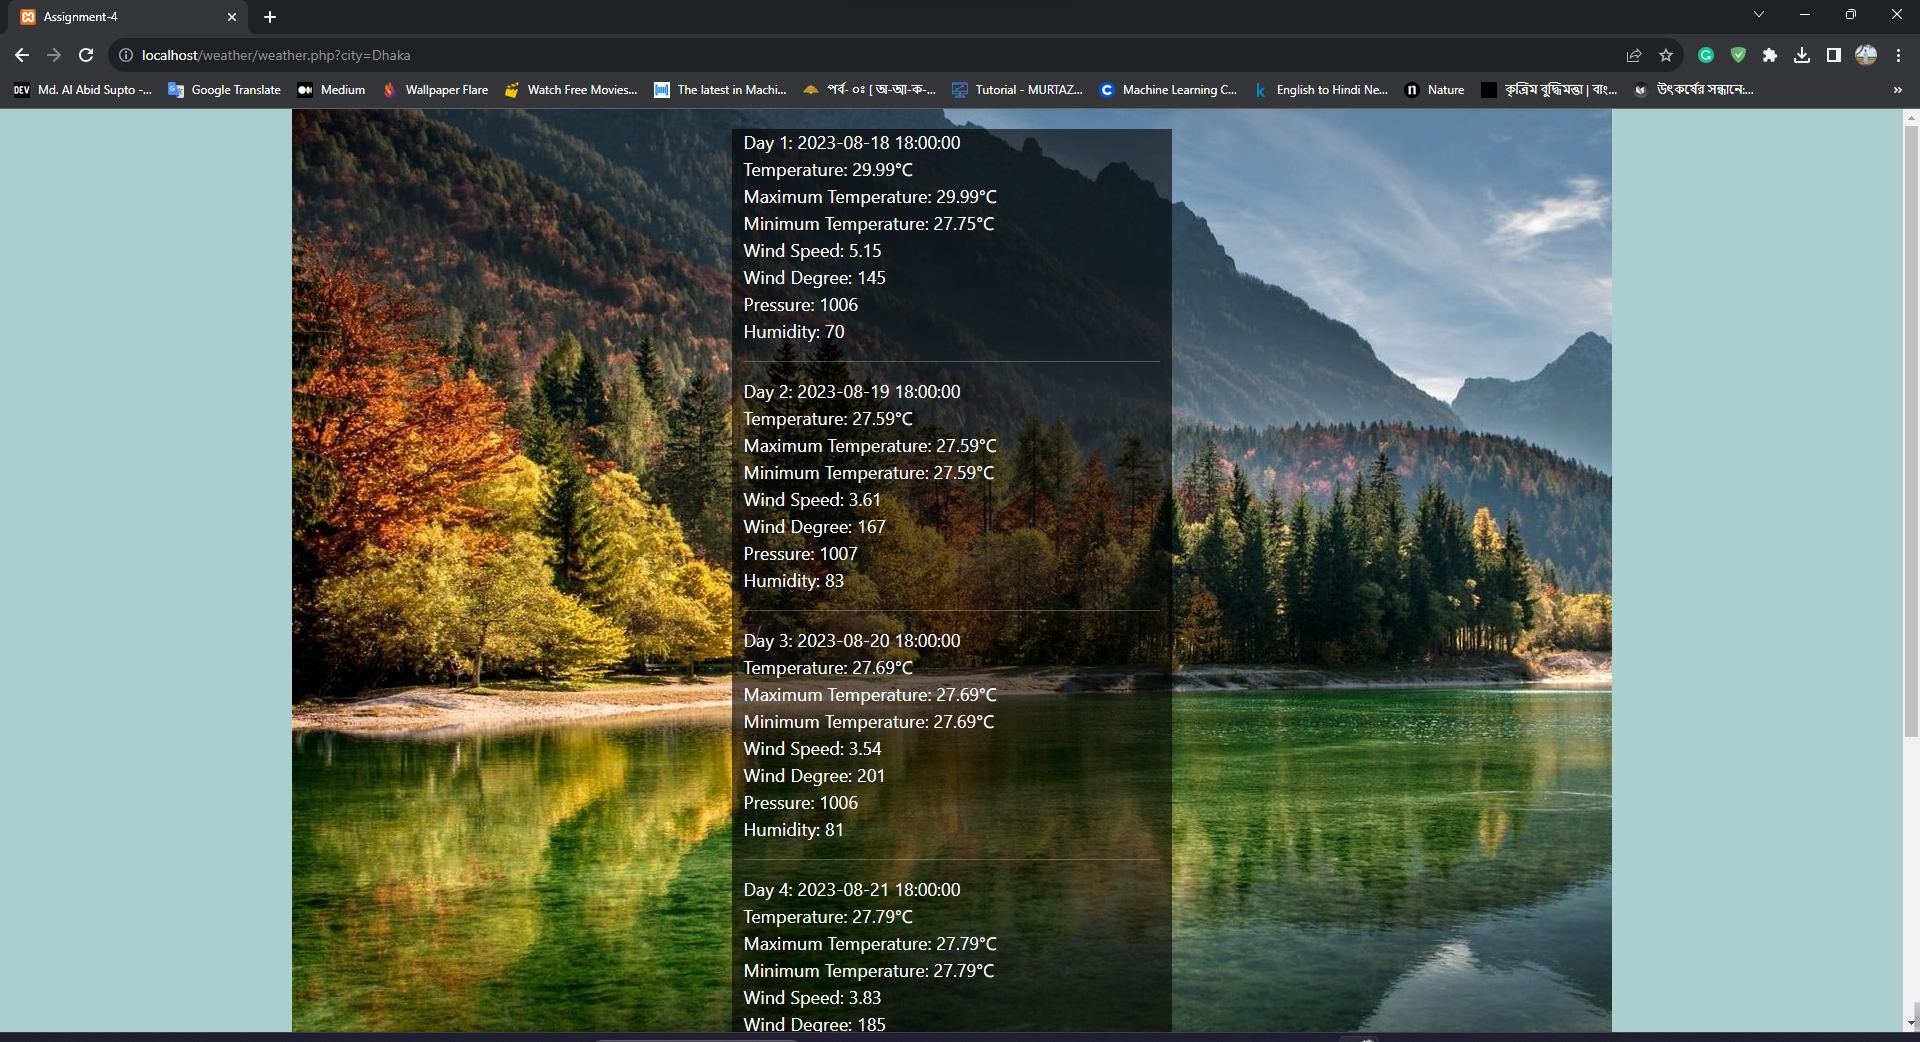 Assignment-4
localhost/weather/weather.php?city=Dhaka
DEV Md. Al Abid Supto -... Google Translate Medium Wallpaper Flare Watch Free Movies... The latest in Machi... পর্ব- ০ঃ [ অ-আ-ক-... Tutorial - MURTAZ... Machine Learning C... English to Hindi Ne... Nature কৃত্রিম বুদ্ধিমত্তা | বাং... উৎকর্ষের সন্ধানে:...
Day 1: 2023-08-18 18:00:00
Temperature: 29.99°C
Maximum Temperature: 29.99°C
Minimum Temperature: 27.75°C
Wind Speed: 5.15
Wind Degree: 145
Pressure: 1006
Humidity: 70
Day 2: 2023-08-19 18:00:00
Temperature: 27.59°C
Maximum Temperature: 27.59°C
Minimum Temperature: 27.59°C
Wind Speed: 3.61
Wind Degree: 167
Pressure: 1007
Humidity: 83
Day 3: 2023-08-20 18:00:00
Temperature: 27.69°C
Maximum Temperature: 27.69°C
Minimum Temperature: 27.69°C
Wind Speed: 3.54
Wind Degree: 201
Pressure: 1006
Humidity: 81
Day 4: 2023-08-21 18:00:00
Temperature: 27.79°C
Maximum Temperature: 27.79°C
Minimum Temperature: 27.79°C
Wind Speed: 3.83
Wind Degree: 185